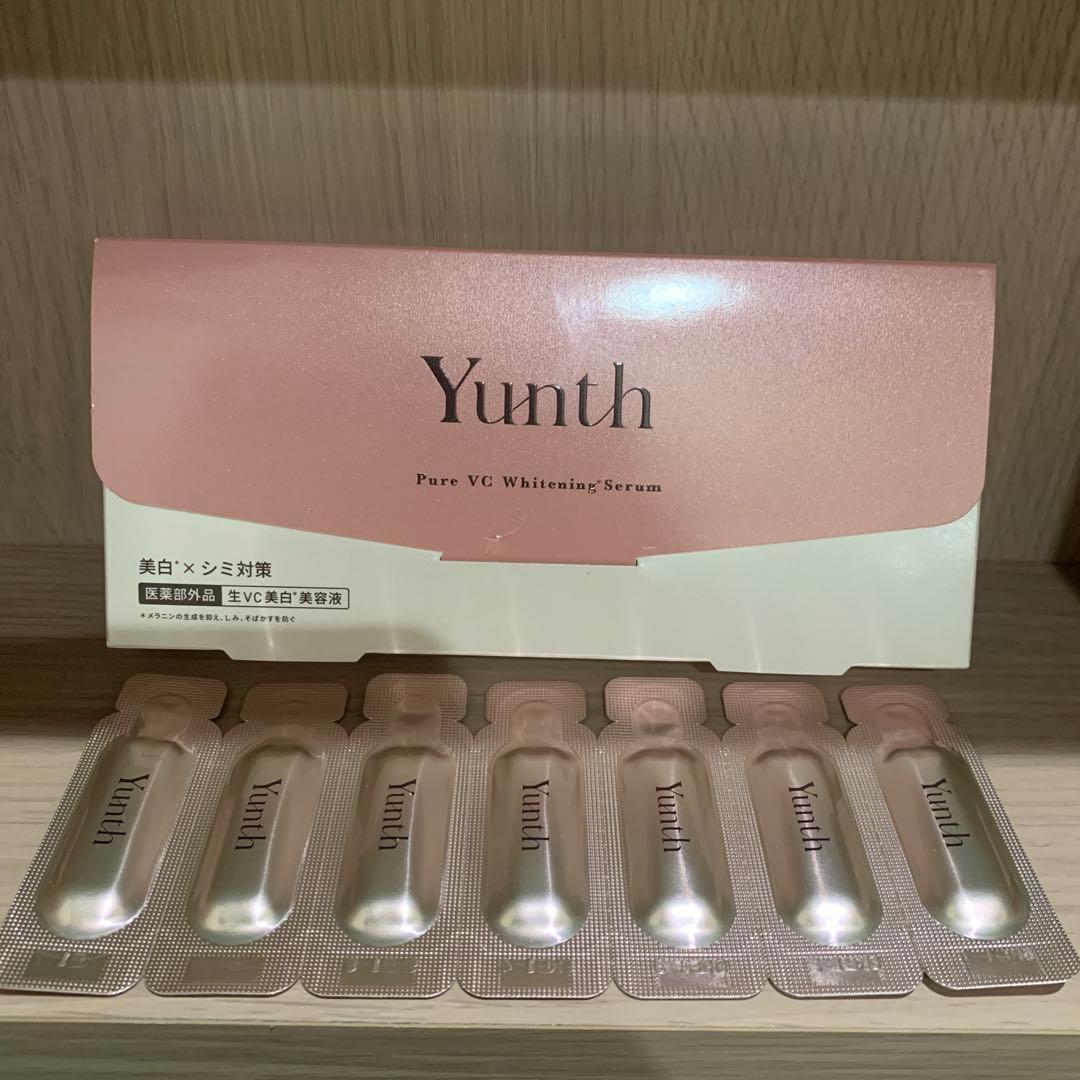 Yunth
Pure VC Whitening*Serum
美白*×シミ対策
医薬部外品 生VC美白*美容液
*メラニンの生成を抑え、しみ、そばかすを防ぐ
Yunth
Yunth
Yunth
Yunth
Yunth
Yunth
Yunth